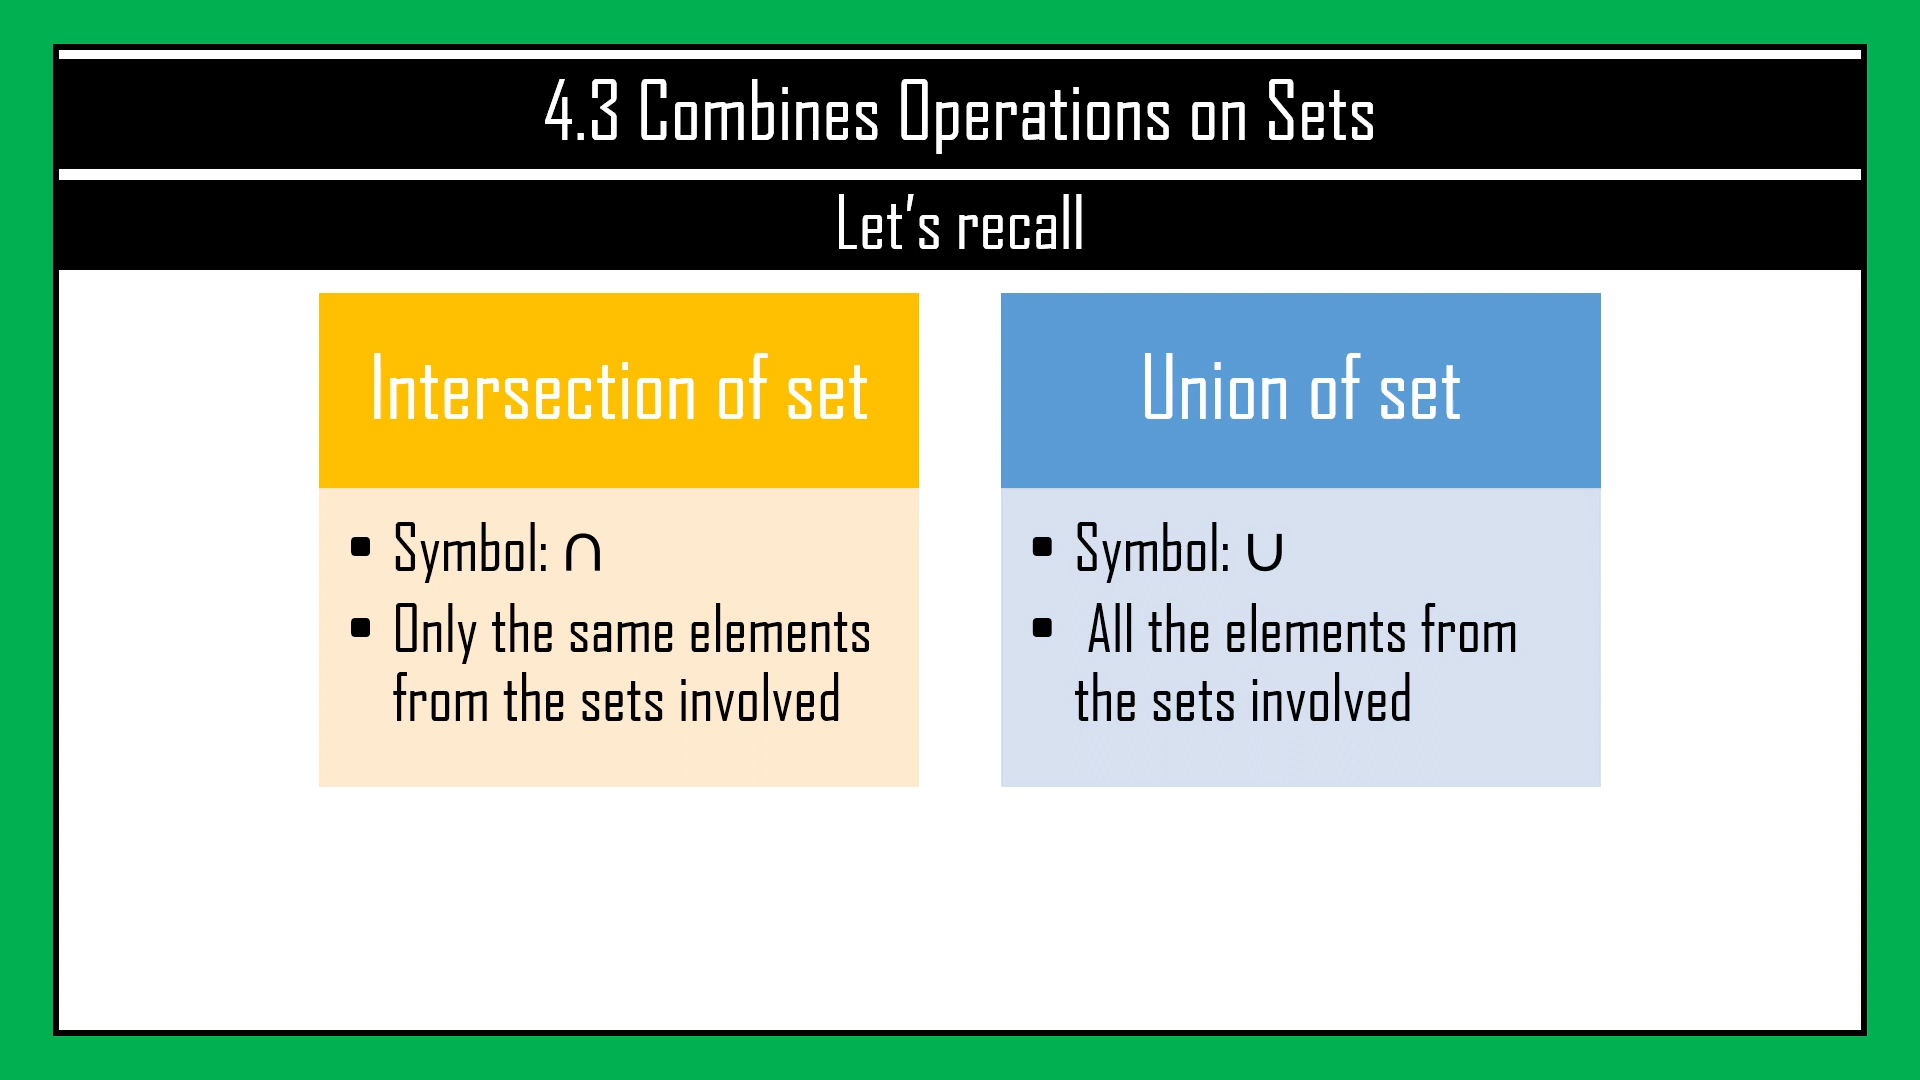 4.3 Combines Operations on Sets
Let's recall
Intersection of set
▪ Symbol: ∩
▪ Only the same elements
from the sets involved
Union of set
▪ Symbol: ∪
▪ All the elements from
the sets involved